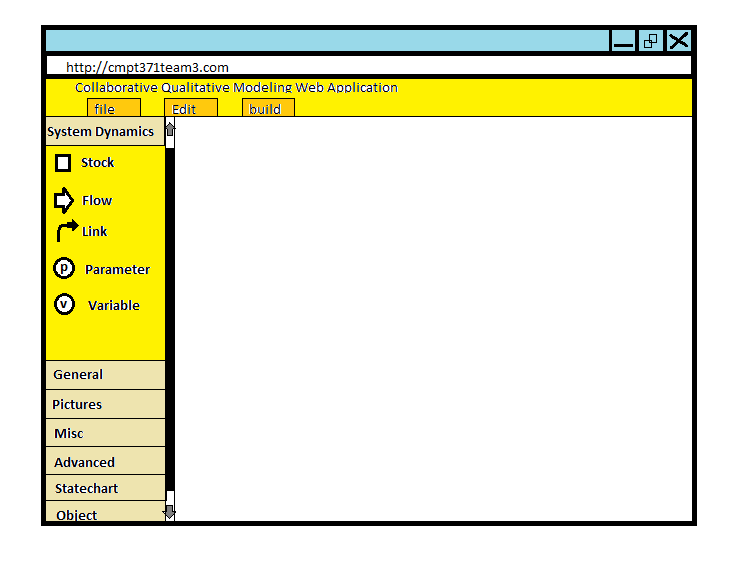 http://cmpt371team3.com
Collaborative Qualitative Modeling Web Application
file Edit build
System Dynamics
Stock
Flow
Link
p Parameter
v Variable
General
Pictures
Misc
Advanced
Statechart
Object